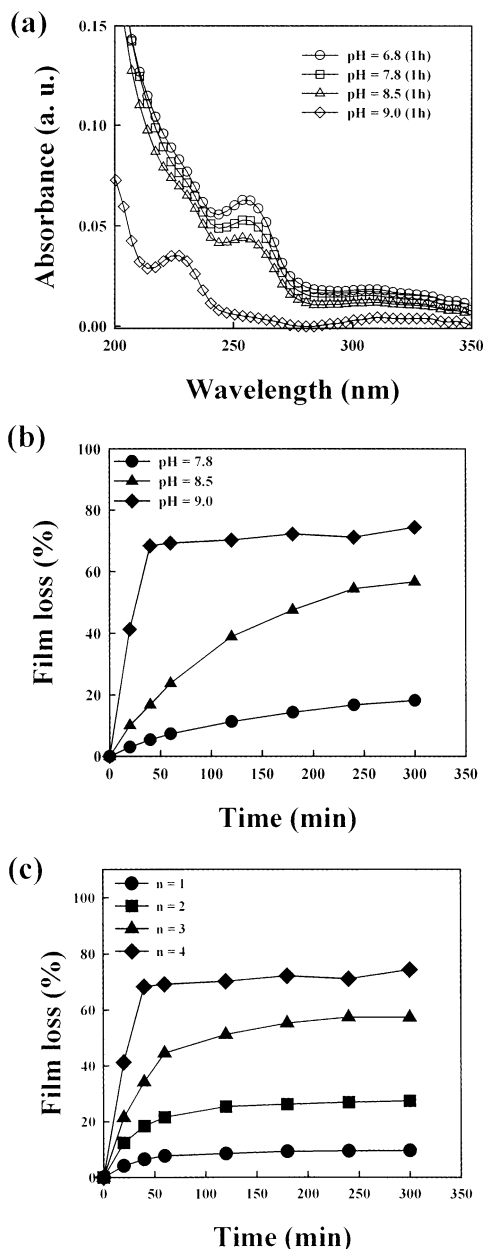 (a)
0.15
0.10
0.05
0.00
Absorbance (a. u.)
pH = 6.8 (1h)
pH = 7.8 (1h)
pH = 8.5 (1h)
pH = 9.0 (1h)
200 250 300 350
Wavelength (nm)
(b)
100
80
60
40
20
0
Film loss (%)
pH = 7.8
pH = 8.5
pH = 9.0
0 50 100 150 200 250 300 350
Time (min)
(c)
100
80
60
40
20
0
Film loss (%)
n = 1
n = 2
n = 3
n = 4
0 50 100 150 200 250 300 350
Time (min)